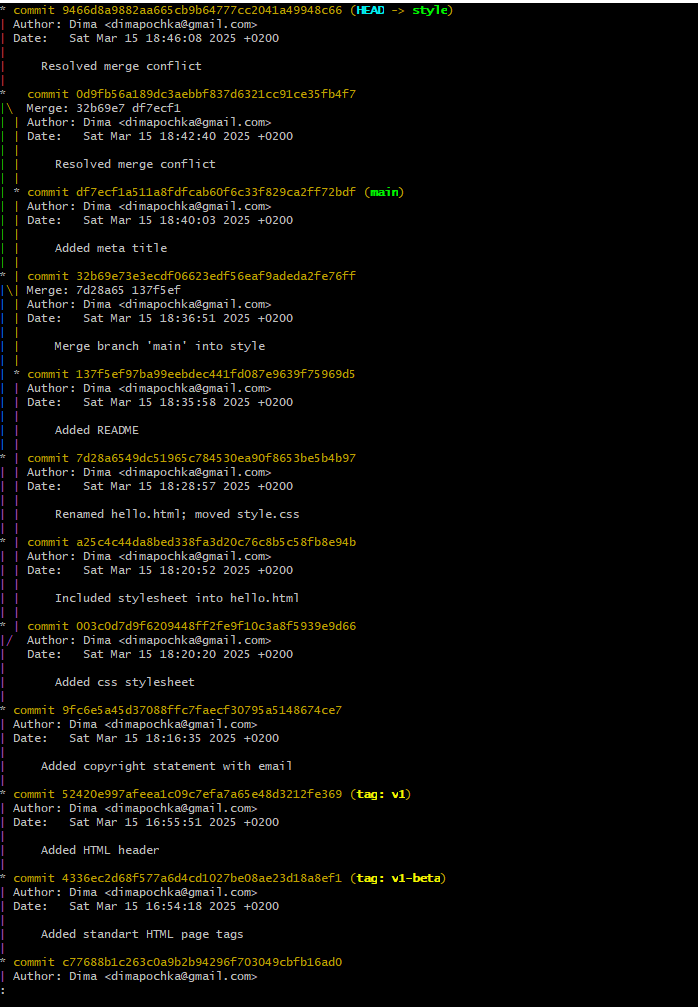 * commit 9466d8a9882aa665cb9b64777cc2041a49948c66 (HEAD -> style)
| Author: Dima <dimapochka@gmail.com>
| Date:   Sat Mar 15 18:46:08 2025 +0200
|
|     Resolved merge conflict
|
*   commit 0d9fb56a189dc3aebbf837d6321cc91ce35fb4f7
|\  Merge: 32b69e7 df7ecf1
| | Author: Dima <dimapochka@gmail.com>
| | Date:   Sat Mar 15 18:42:40 2025 +0200
| |
| |     Resolved merge conflict
| |
| * commit df7ecf1a511a8fdfcab60f6c33f829ca2ff72bdf (main)
| | Author: Dima <dimapochka@gmail.com>
| | Date:   Sat Mar 15 18:40:03 2025 +0200
| |
| |     Added meta title
| |
* | commit 32b69e73e3ecdf06623edf56eaf9adeda2fe76ff
|\| Merge: 7d28a65 137f5ef
| | Author: Dima <dimapochka@gmail.com>
| | Date:   Sat Mar 15 18:36:51 2025 +0200
| |
| |     Merge branch 'main' into style
| |
| * commit 137f5ef97ba99eebdec441fd087e9639f75969d5
| | Author: Dima <dimapochka@gmail.com>
| | Date:   Sat Mar 15 18:35:58 2025 +0200
| |
| |     Added README
| |
* | commit 7d28a6549dc51965c784530ea90f8653be5b4b97
| | Author: Dima <dimapochka@gmail.com>
| | Date:   Sat Mar 15 18:28:57 2025 +0200
| |
| |     Renamed hello.html; moved style.css
| |
* | commit a25c4c44da8bed338fa3d20c76c8b5c58fb8e94b
| | Author: Dima <dimapochka@gmail.com>
| | Date:   Sat Mar 15 18:20:52 2025 +0200
| |
| |     Included stylesheet into hello.html
| |
* | commit 003c0d7d9f6209448ff2fe9f10c3a8f5939e9d66
|/  Author: Dima <dimapochka@gmail.com>
|   Date:   Sat Mar 15 18:20:20 2025 +0200
|
|       Added css stylesheet
|
* commit 9fc6e5a45d37088ffc7faecf30795a5148674ce7
| Author: Dima <dimapochka@gmail.com>
| Date:   Sat Mar 15 18:16:35 2025 +0200
|
|     Added copyright statement with email
|
* commit 52420e997afeea1c09c7efa7a65e48d3212fe369 (tag: v1)
| Author: Dima <dimapochka@gmail.com>
| Date:   Sat Mar 15 16:55:51 2025 +0200
|
|     Added HTML header
|
* commit 4336ec2d68f577a6d4cd1027be08ae23d18a8ef1 (tag: v1-beta)
| Author: Dima <dimapochka@gmail.com>
| Date:   Sat Mar 15 16:54:18 2025 +0200
|
|     Added standart HTML page tags
|
* commit c77688b1c263c0a9b2b94296f703049cbfb16ad0
| Author: Dima <dimapochka@gmail.com>
: